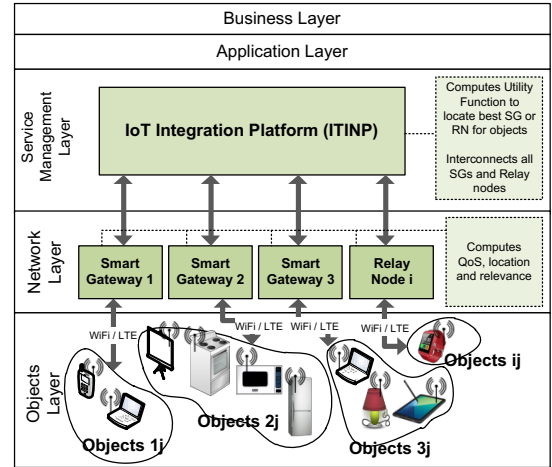 Business Layer
Application Layer
Service
Management
Layer
IoT Integration Platform (ITINP)
Computes Utility
Function to
locate best SG or
RN for objects
Interconnects all
SGs and Relay
nodes
Network
Layer
Smart
Gateway 1
Smart
Gateway 2
Smart
Gateway 3
Relay
Node i
Computes
QoS, location
and relevance
Objects
Layer
WiFi / LTE
WiFi / LTE
WiFi / LTE
WiFi / LTE
Objects 1j
Objects 2j
Objects 3j
Objects ij